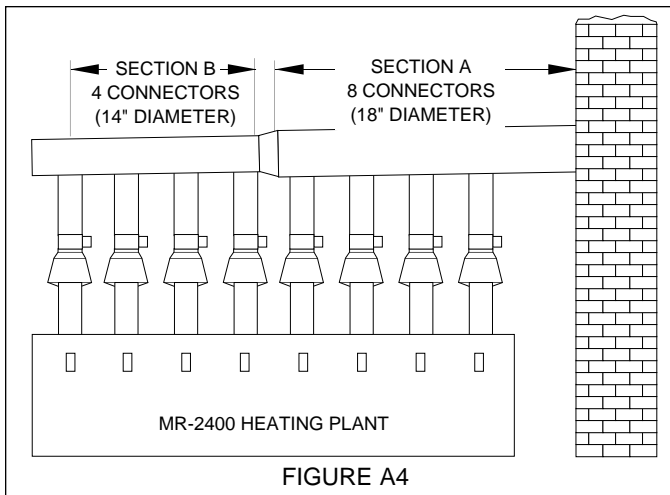 SECTION B
4 CONNECTORS
(14" DIAMETER)
SECTION A
8 CONNECTORS
(18" DIAMETER)
MR-2400 HEATING PLANT
FIGURE A4